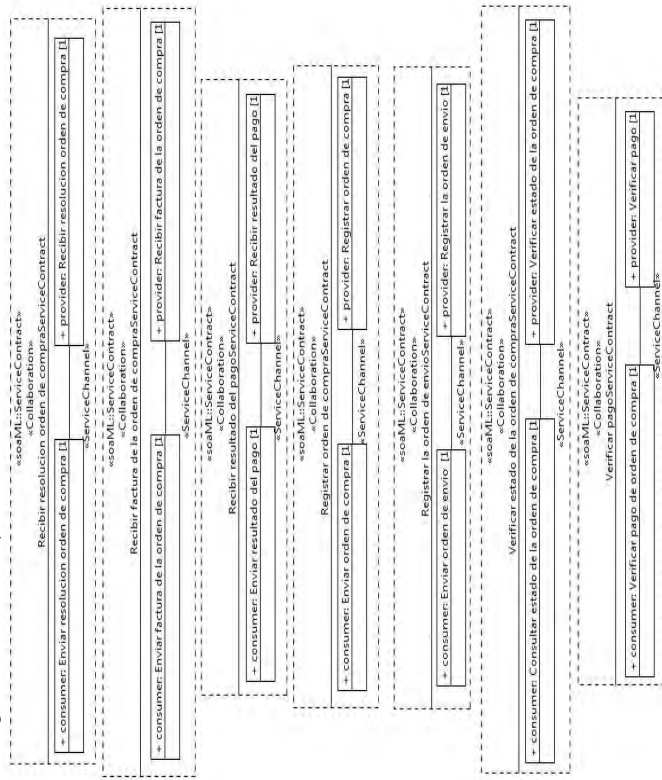 «soaML::ServiceContract»
«Collaboration»
Recibir resolucion orden de compraServiceContract
+ consumer: Enviar resolucion orden de compra [1
+ provider: Recibir resolucion orden de compra [1
«ServiceChannel»
«soaML::ServiceContract»
«Collaboration»
Recibir factura de la orden de compraServiceContract
+ consumer: Enviar factura de la orden de compra [1
+ provider: Recibir factura de la orden de compra [1
«ServiceChannel»
«soaML::ServiceContract»
«Collaboration»
Recibir resultado del pagoServiceContract
+ consumer: Enviar resultado del pago [1
+ provider: Recibir resultado del pago [1
«ServiceChannel»
«soaML::ServiceContract»
«Collaboration»
Registrar orden de compraServiceContract
+ consumer: Enviar orden de compra [1
+ provider: Registrar orden de compra [1
«ServiceChannel»
«soaML::ServiceContract»
«Collaboration»
Registrar la orden de envioServiceContract
+ consumer: Enviar orden de envio [1
+ provider: Registrar la orden de envio [1
«ServiceChannel»
«soaML::ServiceContract»
«Collaboration»
Verificar estado de la orden de compraServiceContract
+ consumer: Consultar estado de la orden de compra [1
+ provider: Verificar estado de la orden de compra [1
«ServiceChannel»
«soaML::ServiceContract»
«Collaboration»
Verificar pagoServiceContract
+ consumer: Verificar pago de orden de compra [1
+ provider: Verificar pago [1
«ServiceChannel»